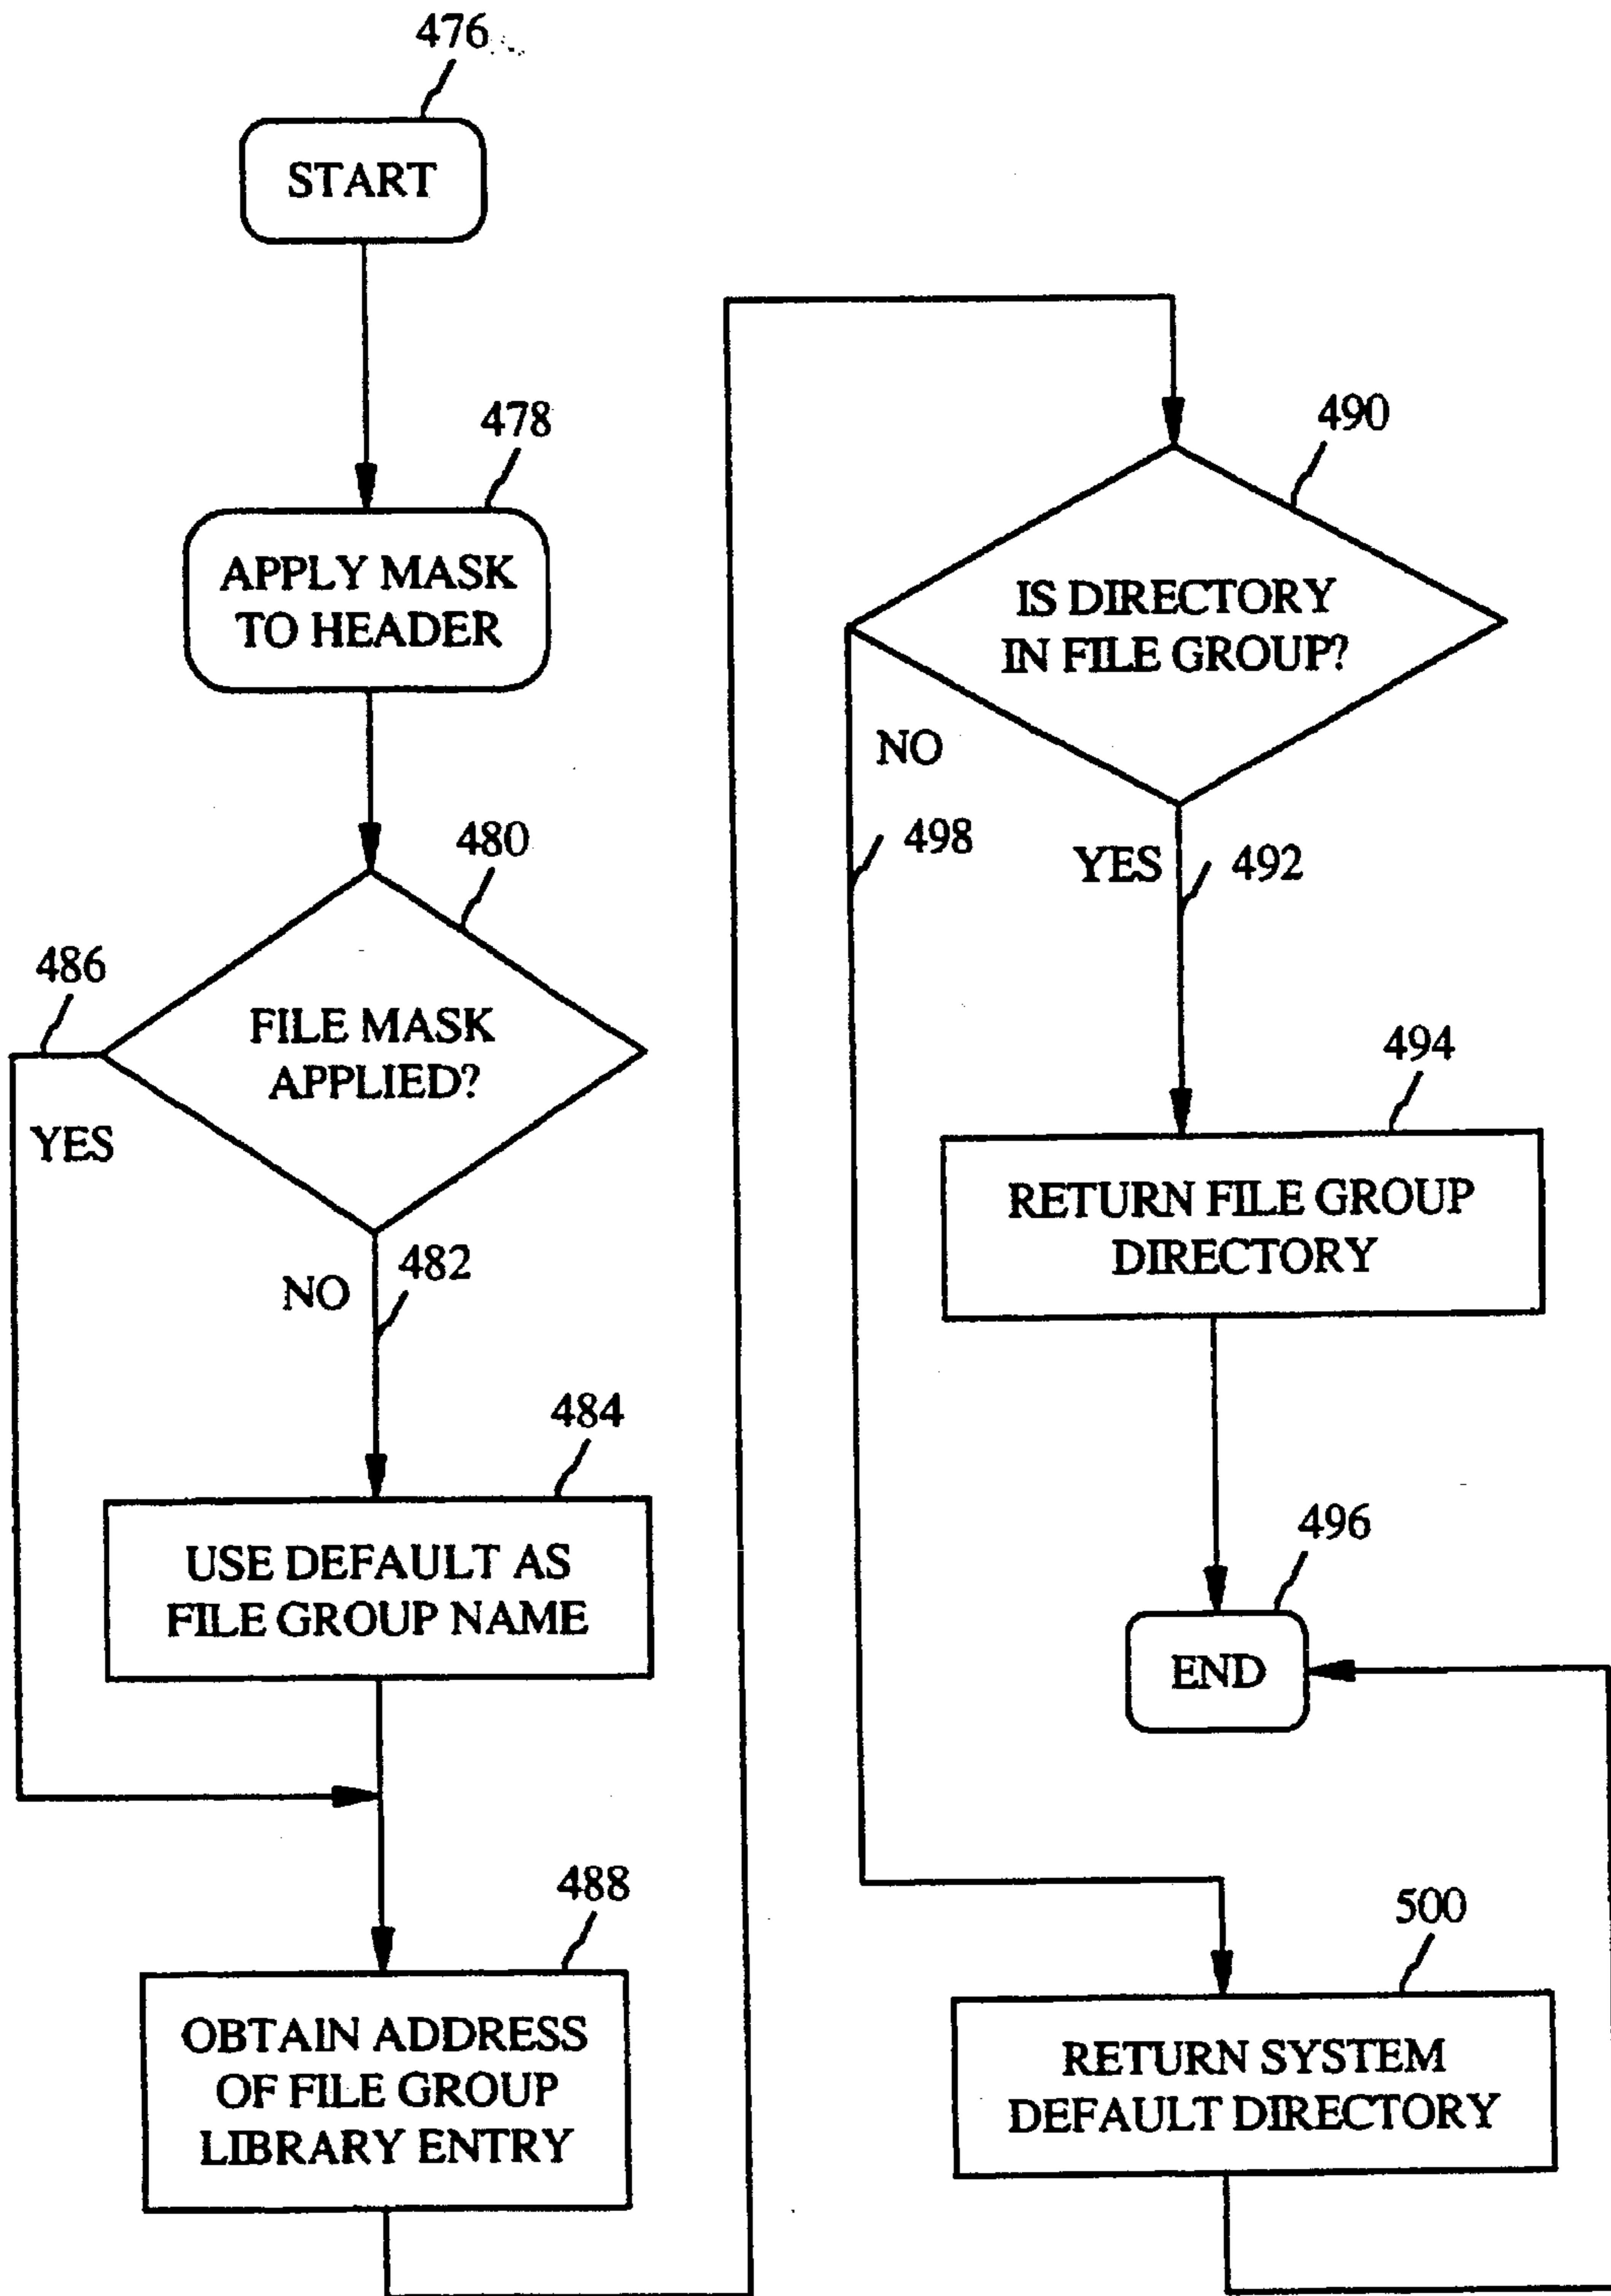 476
START
478
APPLY MASK
TO HEADER
480
486
FILE MASK
APPLIED?
YES
482
NO
484
USE DEFAULT AS
FILE GROUP NAME
488
OBTAIN ADDRESS
OF FILE GROUP
LIBRARY ENTRY
490
IS DIRECTORY
IN FILE GROUP?
NO
498
YES
492
494
RETURN FILE GROUP
DIRECTORY
496
END
500
RETURN SYSTEM
DEFAULT DIRECTORY